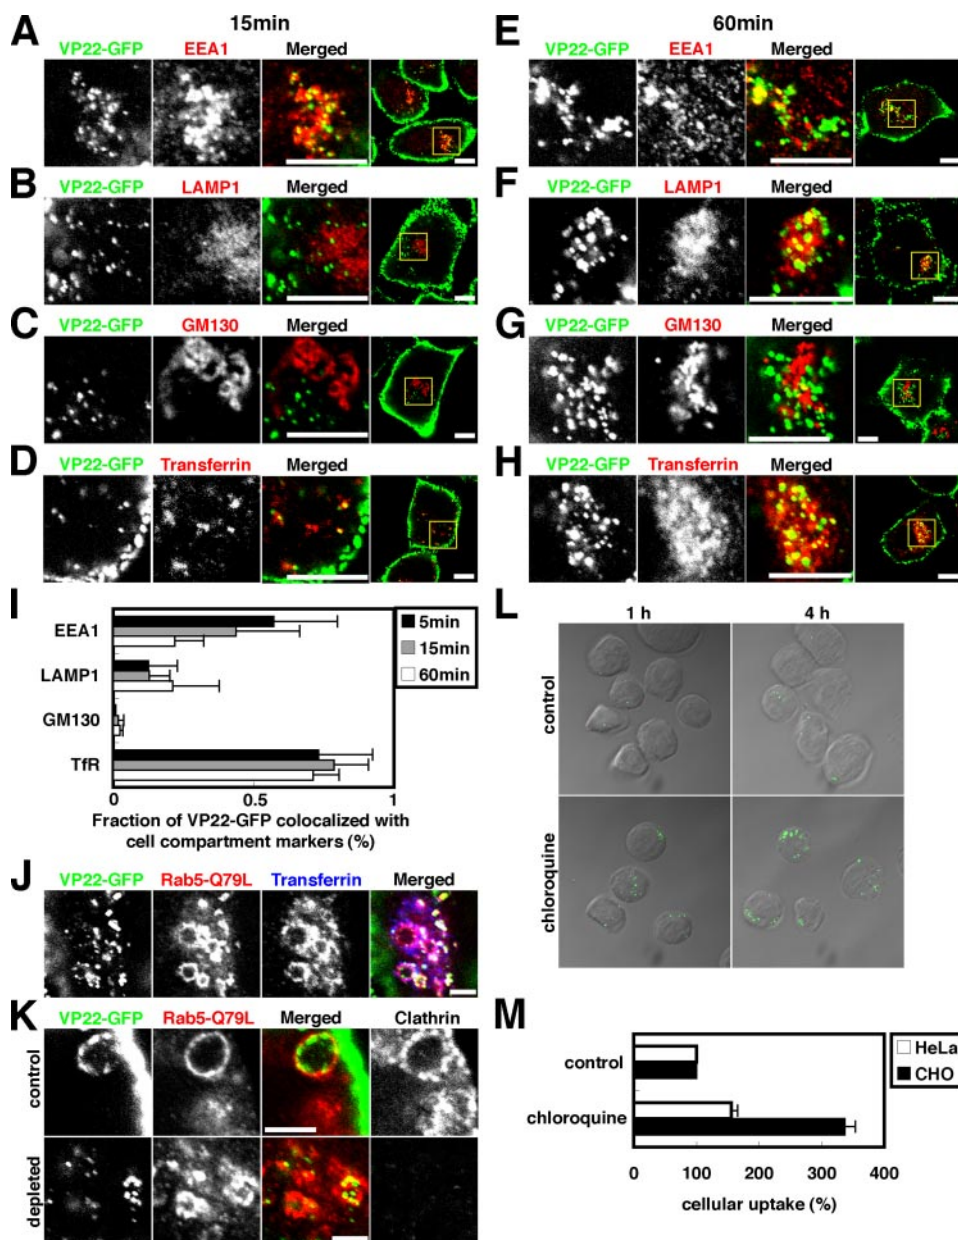 15min
60min
A
VP22-GFP EEA1 Merged
E
VP22-GFP EEA1 Merged
B
VP22-GFP LAMP1 Merged
F
VP22-GFP LAMP1 Merged
C
VP22-GFP GM130 Merged
G
VP22-GFP GM130 Merged
D
VP22-GFP Transferrin Merged
H
VP22-GFP Transferrin Merged
I
EEA1
LAMP1
GM130
TfR
5min
15min
60min
0 0.5 1
Fraction of VP22-GFP colocalized with
cell compartment markers (%)
J
VP22-GFP Rab5-Q79L Transferrin Merged
K
VP22-GFP Rab5-Q79L Merged Clathrin
control
depleted
L
1 h 4 h
control
chloroquine
M
HeLa
CHO
control
chloroquine
0 100 200 300 400
cellular uptake (%)